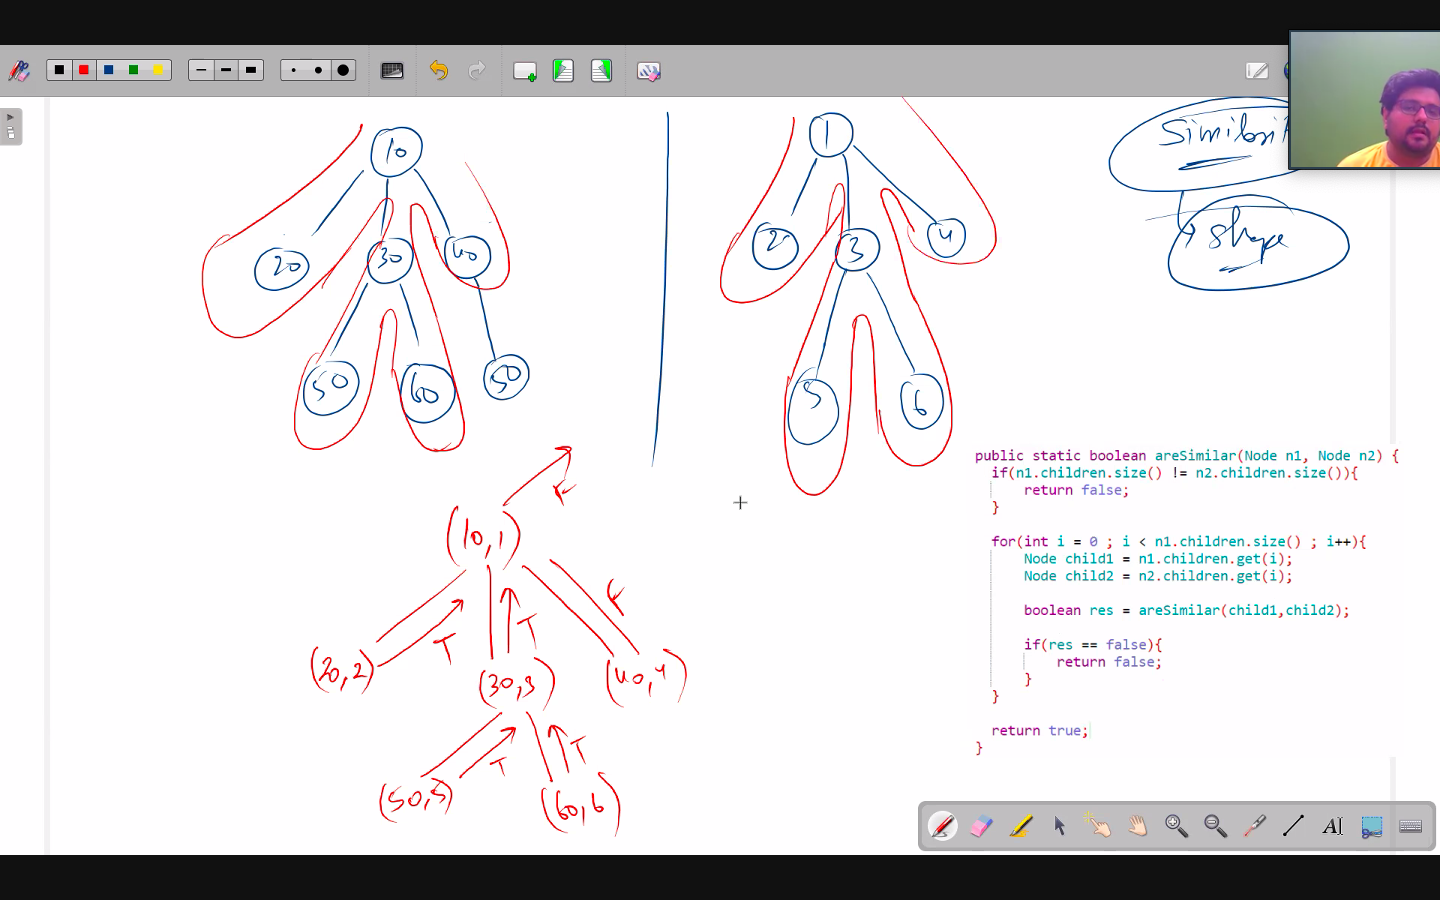 10
20
30
40
50
60
50
1
2
3
4
5
6
shape
(10,1)
F
T
T
F
(20,2)
(30,3)
(40,4)
T
T
(50,5)
(60,6)
public static boolean areSimilar(Node n1, Node n2) {
if(n1.children.size() != n2.children.size()){
return false;
}
for(int i = 0 ; i < n1.children.size() ; i++){
Node child1 = n1.children.get(i);
Node child2 = n2.children.get(i);
boolean res = areSimilar(child1,child2);
if(res == false){
return false;
}
}
return true;
}
A